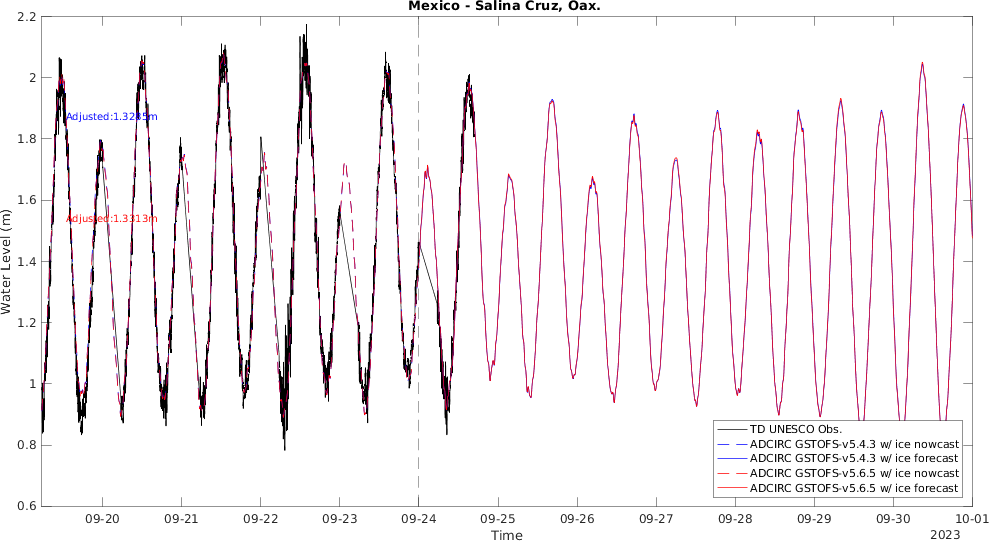 Mexico - Salina Cruz, Oax.
2.2
2
1.8
1.6
1.4
1.2
1
0.8
0.6
Water Level (m)
Adjusted:1.3285m
Adjusted:1.3313m
TD UNESCO Obs.
ADCIRC GSTOFS-v5.4.3 w/ ice nowcast
ADCIRC GSTOFS-v5.4.3 w/ ice forecast
ADCIRC GSTOFS-v5.6.5 w/ ice nowcast
ADCIRC GSTOFS-v5.6.5 w/ ice forecast
09-20 09-21 09-22 09-23 09-24 09-25 09-26 09-27 09-28 09-29 09-30 10-01
Time
2023